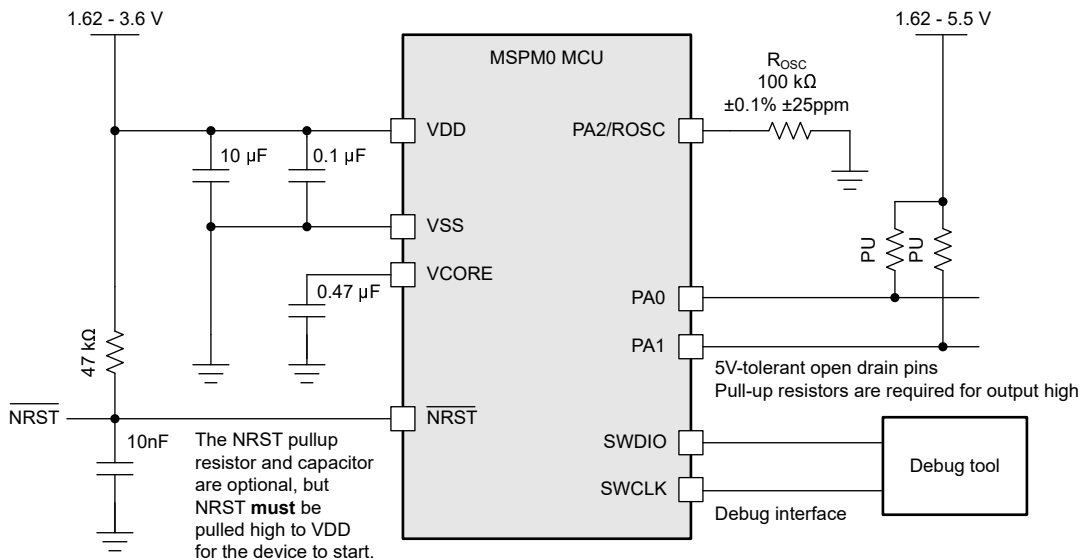 1.62 - 3.6 V
1.62 - 5.5 V
MSPM0 MCU
ROSC
100 kΩ
±0.1% ±25ppm
VDD
PA2/ROSC
10 µF
0.1 µF
VSS
VCORE
0.47 µF
PU
PU
PA0
PA1
47 kΩ
5V-tolerant open drain pins
Pull-up resistors are required for output high
NRST
NRST
10nF
The NRST pullup
resistor and capacitor
are optional, but
NRST must be
pulled high to VDD
for the device to start.
SWDIO
SWCLK
Debug tool
Debug interface